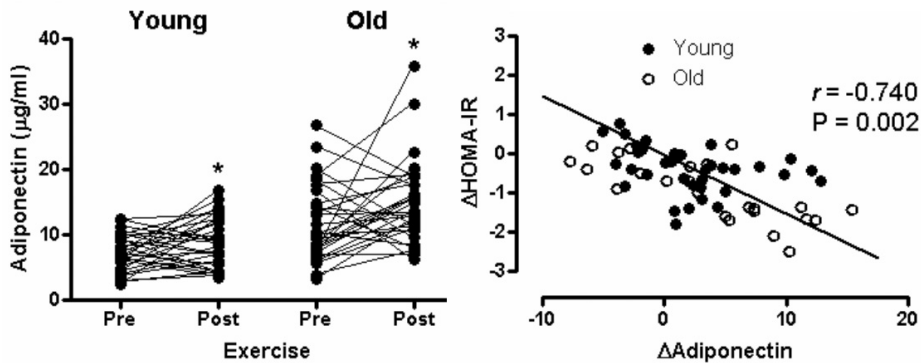 Young Old
Adiponectin (µg/ml)
40
30
20
10
0
* *
Pre Post Pre Post
Exercise
ΔHOMA-IR
3
2
1
0
-1
-2
-3
Young
Old
r = -0.740
P = 0.002
-10 0 10 20
ΔAdiponectin